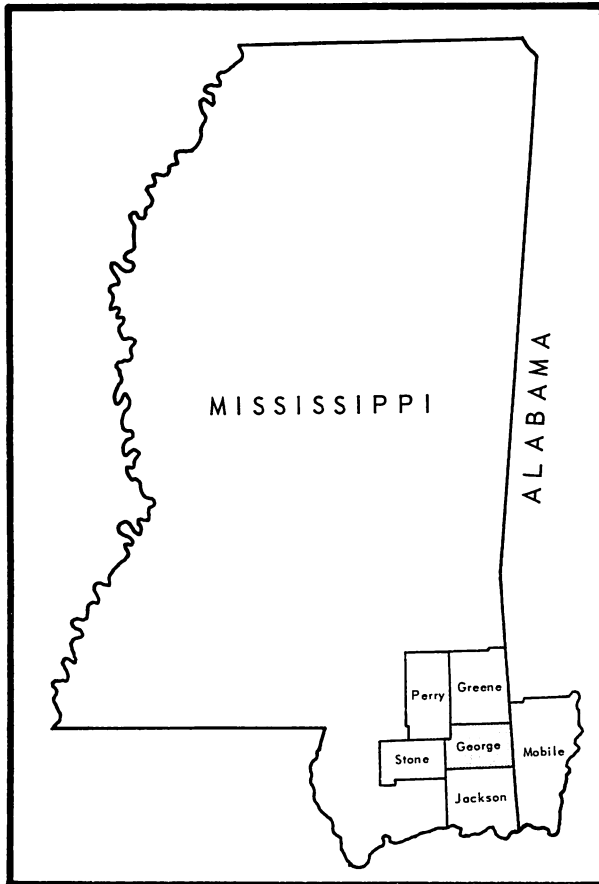 MISSISSIPPI
ALABAMA
Perry
Greene
Stone
George
Mobile
Jackson